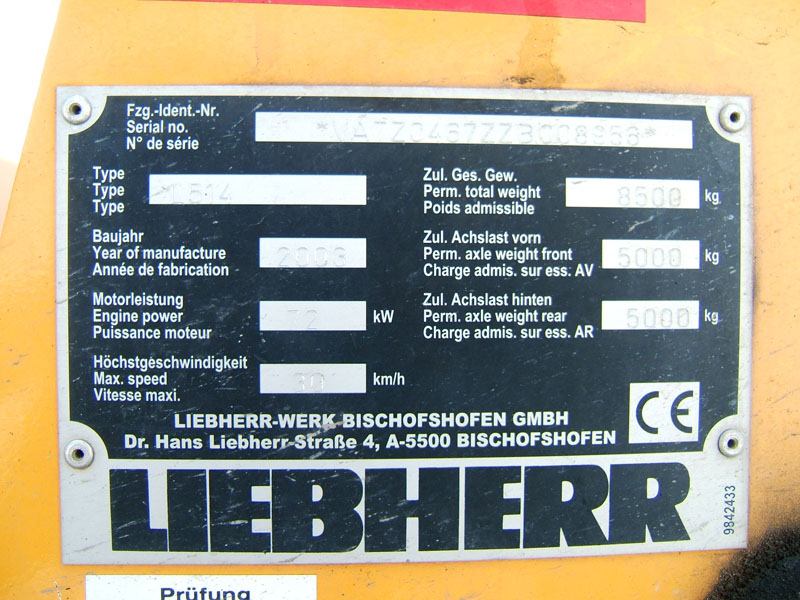 Fzg.-Ident.-Nr.
Serial no.
N° de série
Type
Type L514
Type
Zul. Ges. Gew.
Perm. total weight 8500 kg
Poids admissible
Baujahr
Year of manufacture 2003
Année de fabrication
Zul. Achslast vorn
Perm. axle weight front 5000 kg
Charge admis. sur ess. AV
Motorleistung
Engine power 72 kW
Puissance moteur
Zul. Achslast hinten
Perm. axle weight rear 5000 kg
Charge admis. sur ess. AR
Höchstgeschwindigkeit
Max. speed km/h
Vitesse maxi.
CE
LIEBHERR-WERK BISCHOFSHOFEN GMBH
Dr. Hans Liebherr-Straße 4, A-5500 BISCHOFSHOFEN
LIEBHERR
9842433
Prüfung